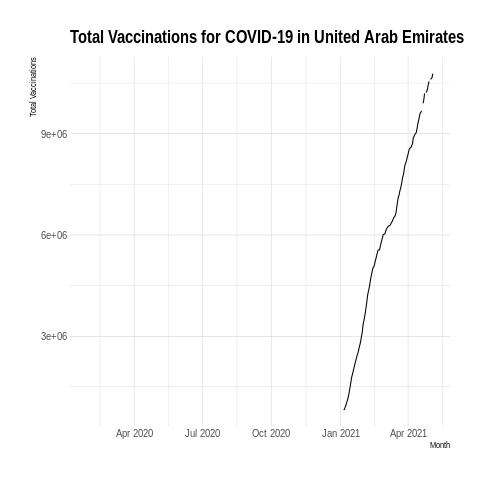 Total Vaccinations for COVID-19 in United Arab Emirates
Total Vaccinations
9e+06
6e+06
3e+06
Apr 2020 Jul 2020 Oct 2020 Jan 2021 Apr 2021
Month